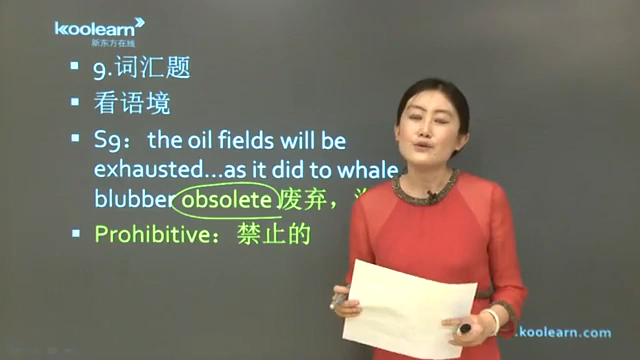 koolearn
新东方在线
9.词汇题
看语境
S9：the oil fields will be
exhausted...as it did to whale
blubber obsolete 废弃，
Prohibitive：禁止的
.koolearn.com